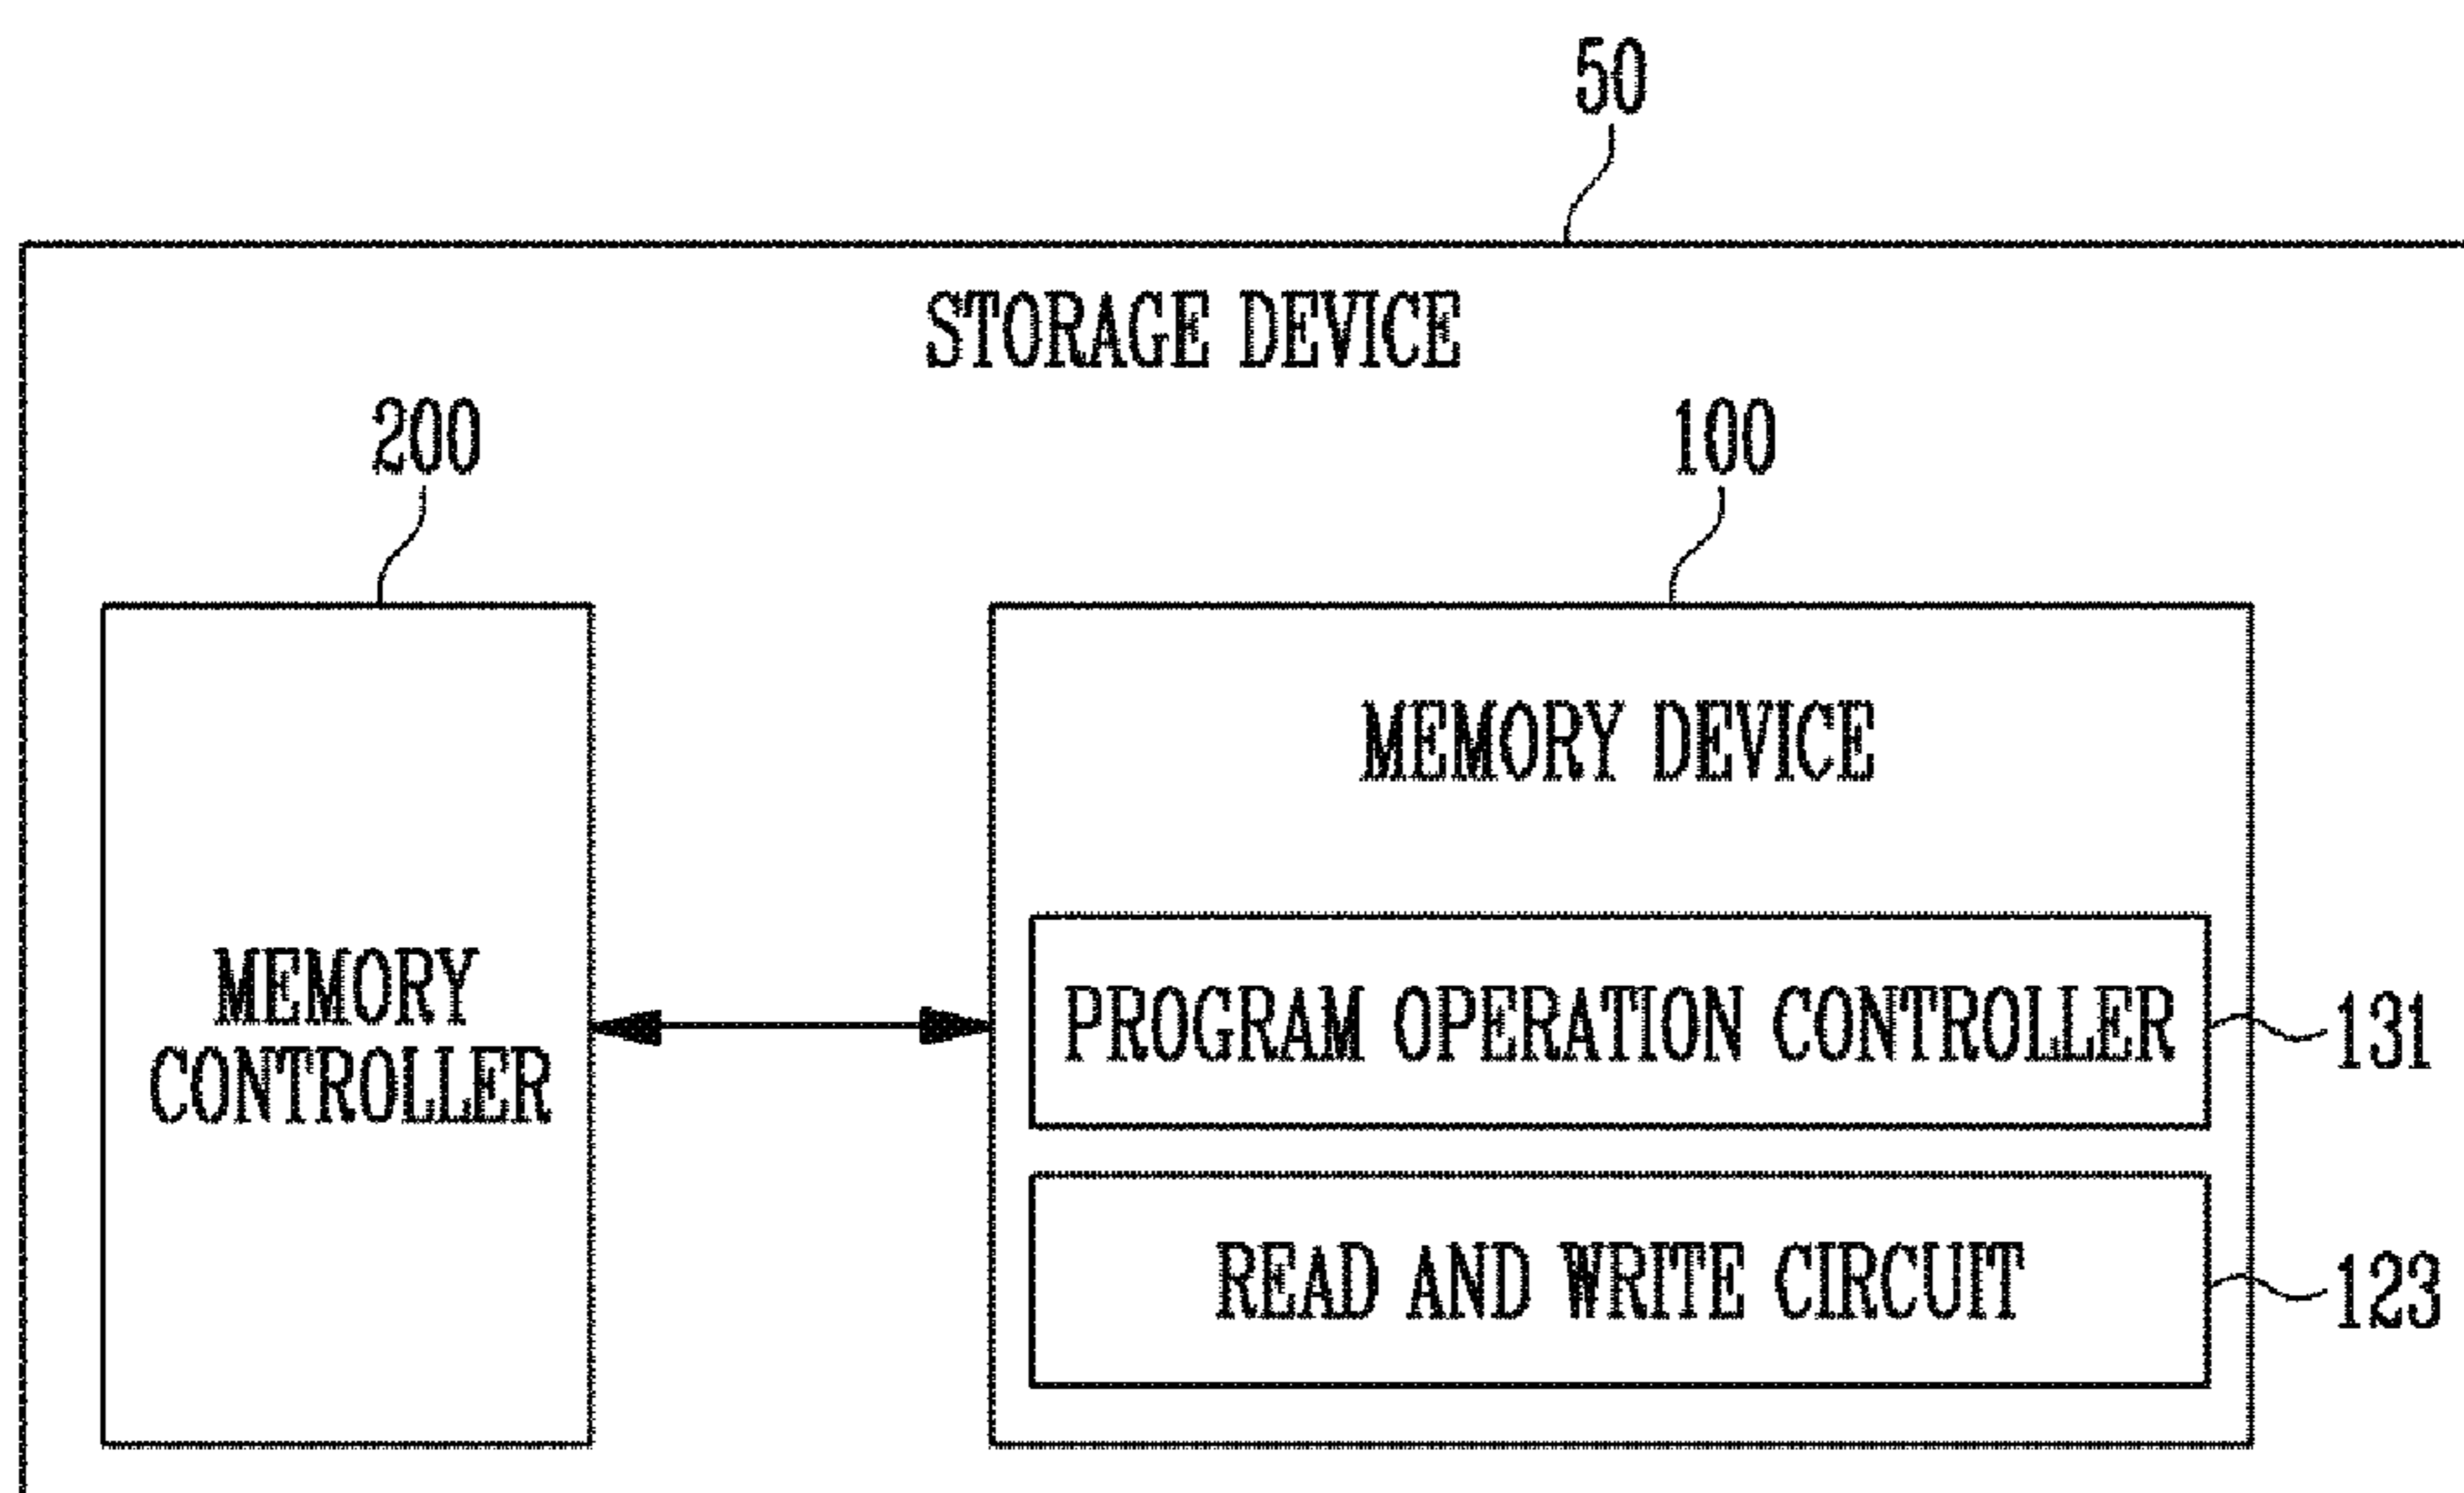 50
STORAGE DEVICE
200
100
MEMORY DEVICE
MEMORY
CONTROLLER
PROGRAM OPERATION CONTROLLER
131
READ AND WRITE CIRCUIT
123